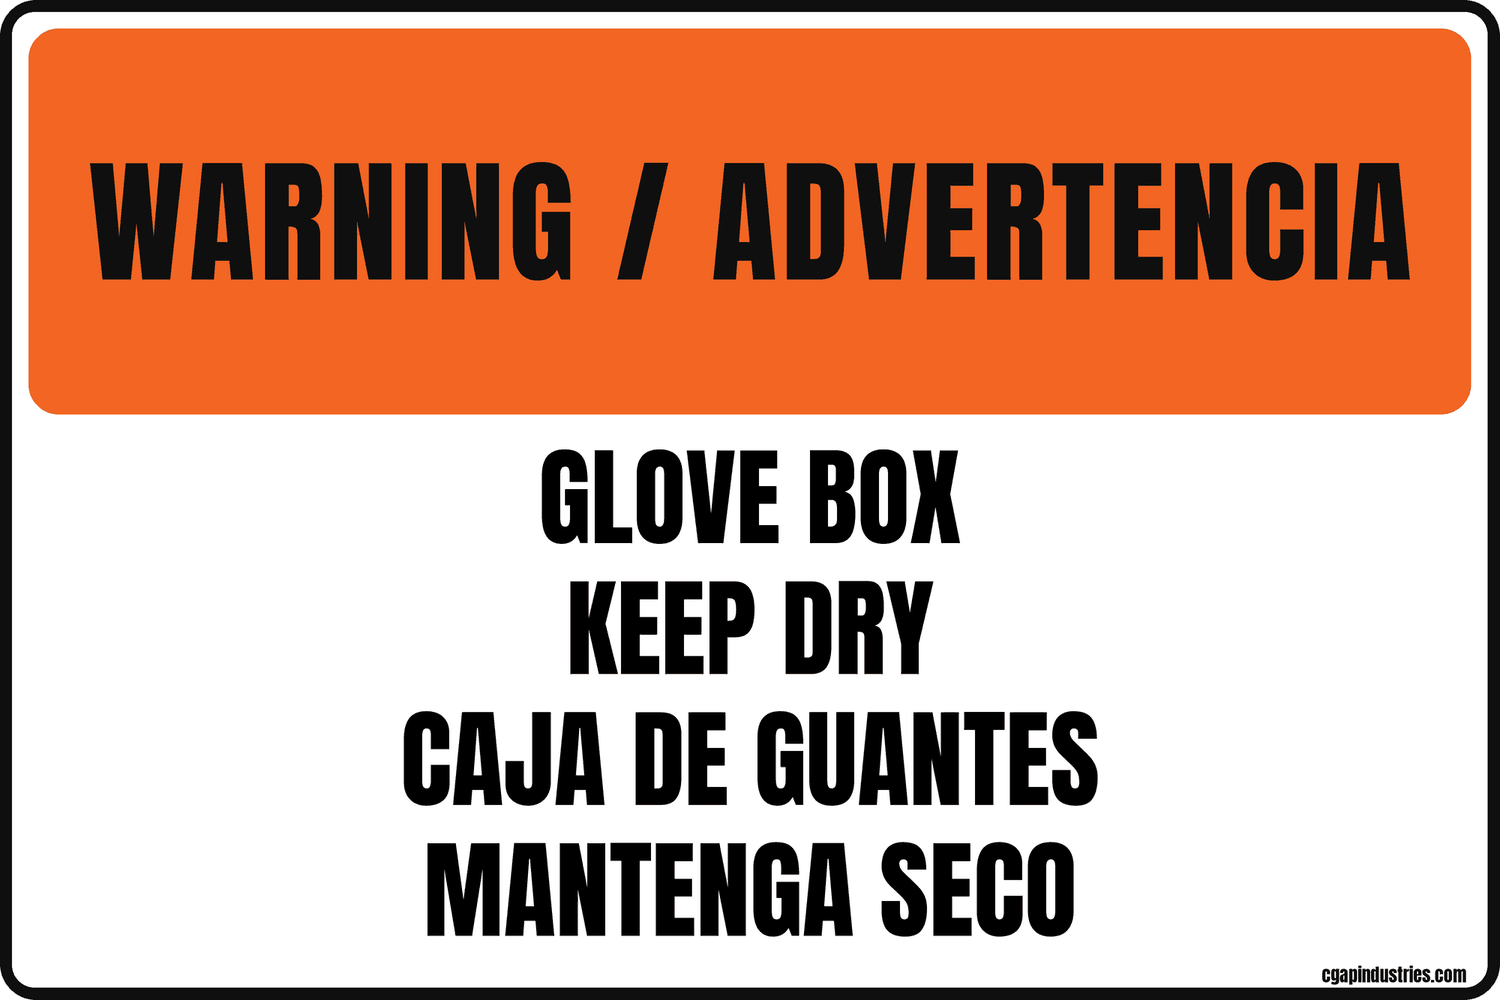 WARNING / ADVERTENCIA
GLOVE BOX
KEEP DRY
CAJA DE GUANTES
MANTENGA SECO
cgapindustries.com